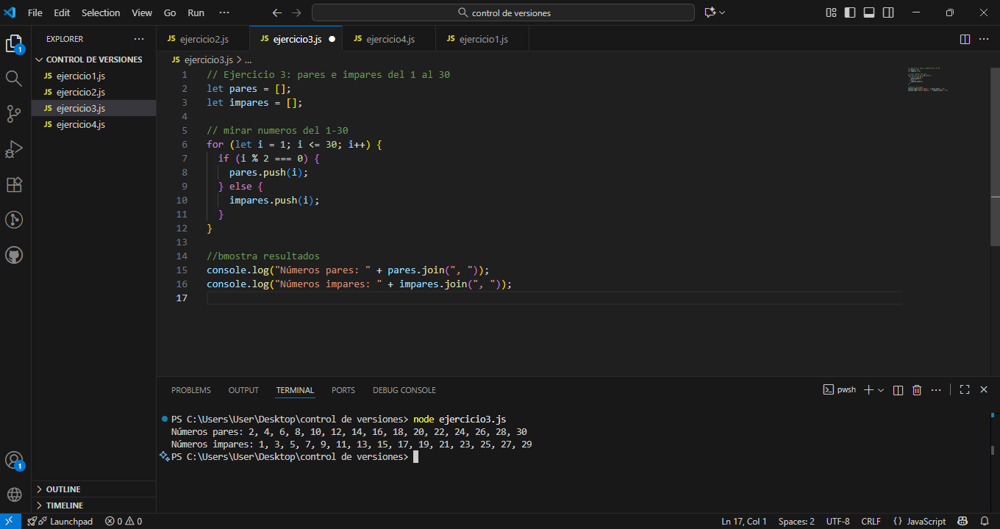 File Edit Selection View Go Run ···
control de versiones
EXPLORER ···
CONTROL DE VERSIONES
JS ejercicio1.js
JS ejercicio2.js
JS ejercicio3.js
JS ejercicio4.js
OUTLINE
TIMELINE
1
1
JS ejercicio2.js JS ejercicio3.js JS ejercicio4.js JS ejercicio1.js
JS ejercicio3.js > ...
1 // Ejercicio 3: pares e impares del 1 al 30
2 let pares = [];
3 let impares = [];
4
5 // mirar numeros del 1-30
6 for (let i = 1; i <= 30; i++) {
7 if (i % 2 === 0) {
8 pares.push(i);
9 } else {
10 impares.push(i);
11 }
12 }
13
14 //bmostra resultados
15 console.log("Números pares: " + pares.join(", "));
16 console.log("Números impares: " + impares.join(", "));
17
PROBLEMS OUTPUT TERMINAL PORTS DEBUG CONSOLE
pwsh
PS C:\Users\User\Desktop\control de versiones> node ejercicio3.js
Números pares: 2, 4, 6, 8, 10, 12, 14, 16, 18, 20, 22, 24, 26, 28, 30
Números impares: 1, 3, 5, 7, 9, 11, 13, 15, 17, 19, 21, 23, 25, 27, 29
PS C:\Users\User\Desktop\control de versiones>
Launchpad 0 0 Ln 17, Col 1 Spaces: 2 UTF-8 CRLF {} JavaScript